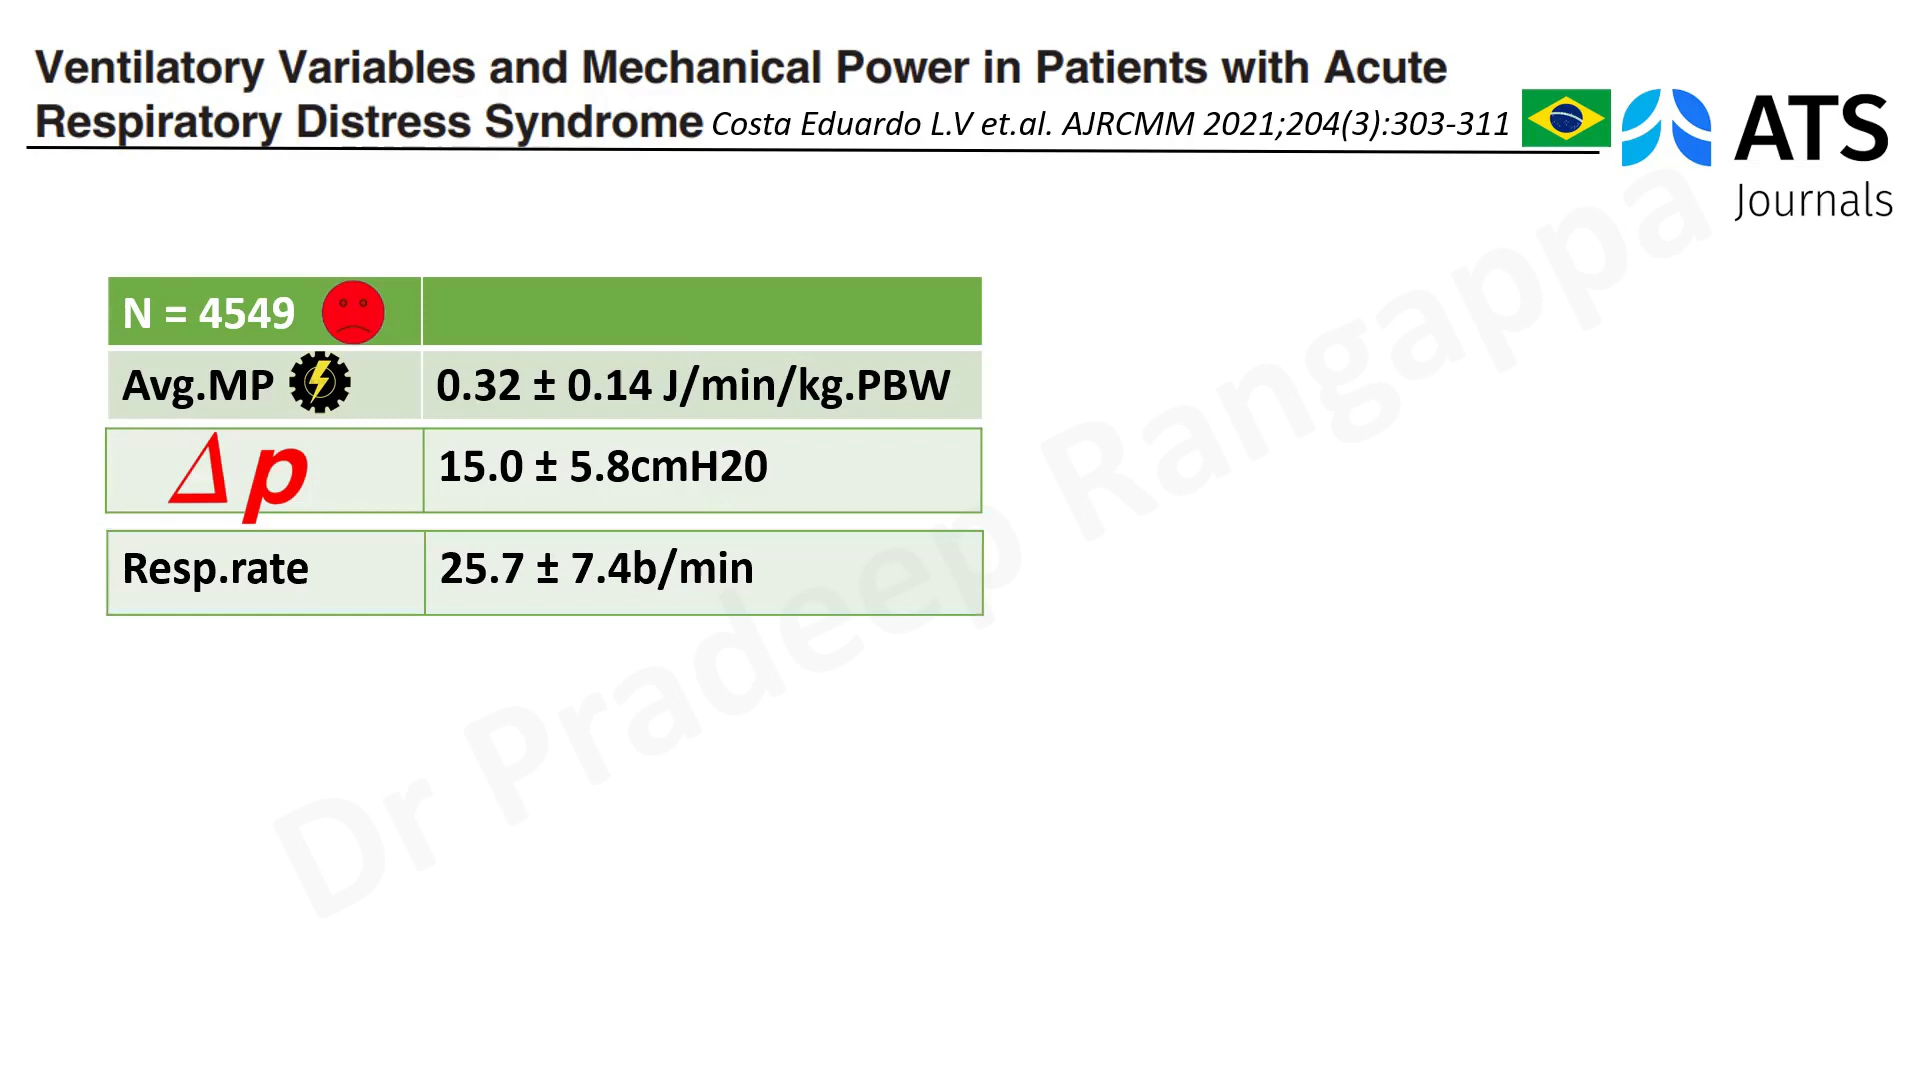 Ventilatory Variables and Mechanical Power in Patients with Acute
Respiratory Distress Syndrome Costa Eduardo L.V et.al. AJRCMM 2021;204(3):303-311
ATS
Journals
N = 4549
Avg.MP 0.32 ± 0.14 J/min/kg.PBW
Δp 15.0 ± 5.8cmH20
Resp.rate 25.7 ± 7.4b/min
Dr Pradeep Rangappa